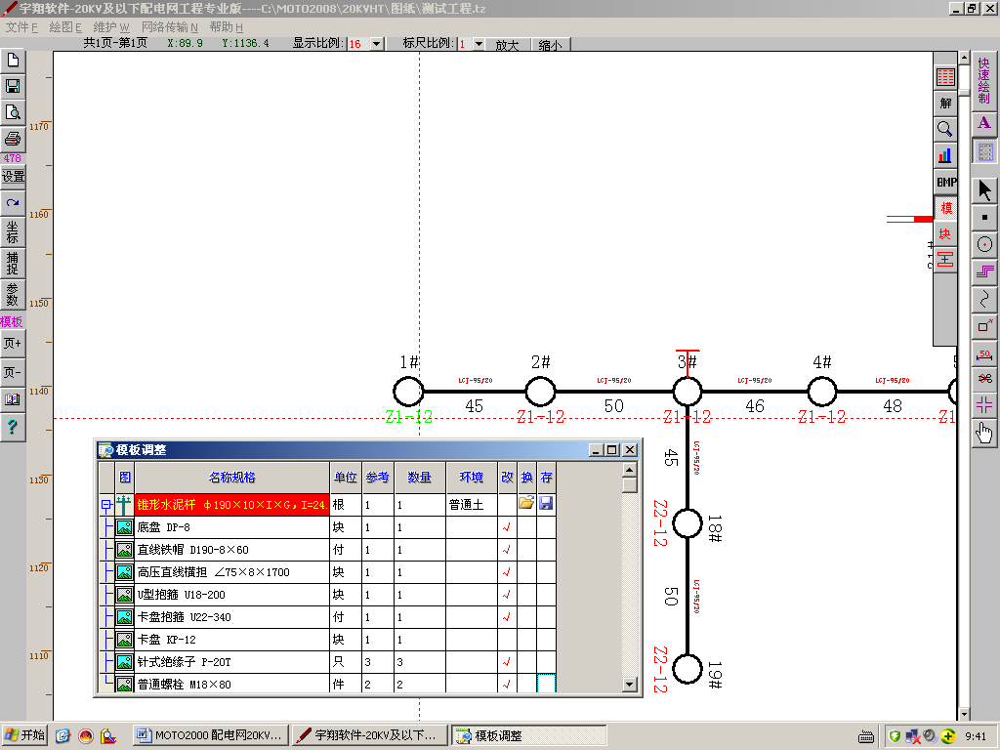 宇翔软件-20KV及以下配电网工程专业版----C:\MOTO2008\20KVHT\图纸\测试工程.tz
文件F 绘图E 维护W 网络传输N 帮助H
共1页-第1页 X:89.9 Y:1136.4 显示比例: 16 标尺比例: 1 放大 缩小
478
设置
坐标
捕捉
参数
模板
页+
页-
?
1170
1160
1150
1140
1130
1120
1110
解
BMP
模
块
快速绘制
A
50
1# 2# 3# 4#
LGJ-95/20 LGJ-95/20 LGJ-95/20 LGJ-95/20
45 50 46 48
Z1-12 Z1-12 Z1-12 Z1-12 Z1
45 LGJ-95/20
Z2-12 18#
50 LGJ-95/20
Z2-12 19#
模板调整
图 名称规格 单位 参考 数量 环境 改 换 存
锥形水泥杆 φ190×10×I×G,I=24. 根 1 1 普通土
底盘 DP-8 块 1 1 √
直线铁帽 D190-8×60 付 1 1 √
高压直线横担 ∠75×8×1700 块 1 1 √
U型抱箍 U18-200 块 1 1 √
卡盘抱箍 U22-340 付 1 1 √
卡盘 KP-12 块 1 1
针式绝缘子 P-20T 只 3 3 √
普通螺栓 M18×80 件 2 2 √
开始 MOTO2000 配电网20KV... 宇翔软件-20KV及以下... 模板调整 9:41